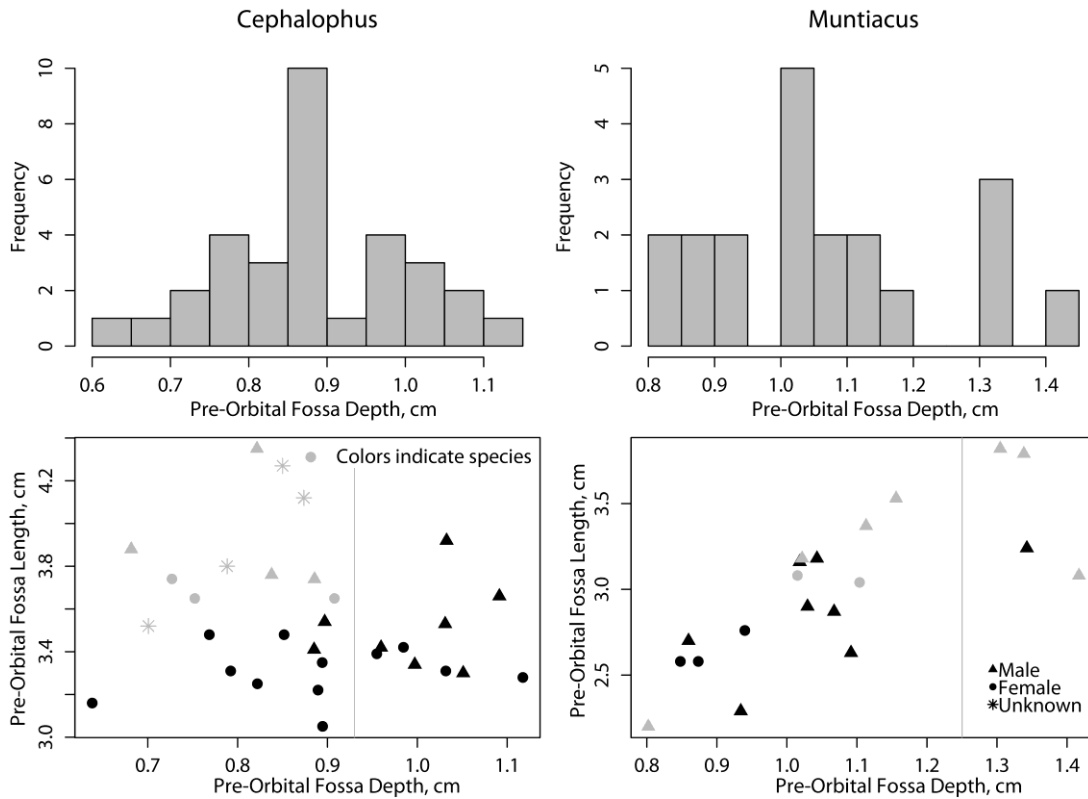 Cephalophus
Muntiacus
Frequency
0 2 4 6 8 10
0.6 0.7 0.8 0.9 1.0 1.1
Pre-Orbital Fossa Depth, cm
Frequency
0 1 2 3 4 5
0.8 0.9 1.0 1.1 1.2 1.3 1.4
Pre-Orbital Fossa Depth, cm
Pre-Orbital Fossa Length, cm
3.0 3.4 3.8 4.2
Colors indicate species
0.7 0.8 0.9 1.0 1.1
Pre-Orbital Fossa Depth, cm
Pre-Orbital Fossa Length, cm
2.5 3.0 3.5
Male
Female
Unknown
0.8 0.9 1.0 1.1 1.2 1.3 1.4
Pre-Orbital Fossa Depth, cm